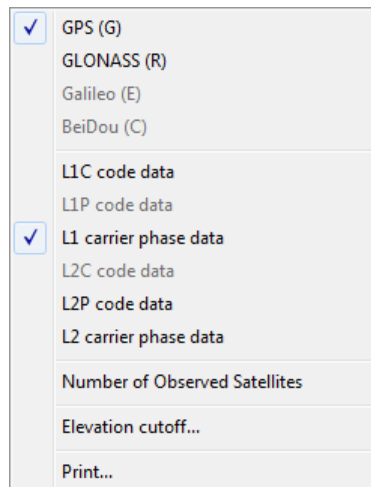 GPS (G)
GLONASS (R)
Galileo (E)
BeiDou (C)
L1C code data
L1P code data
L1 carrier phase data
L2C code data
L2P code data
L2 carrier phase data
Number of Observed Satellites
Elevation cutoff...
Print...